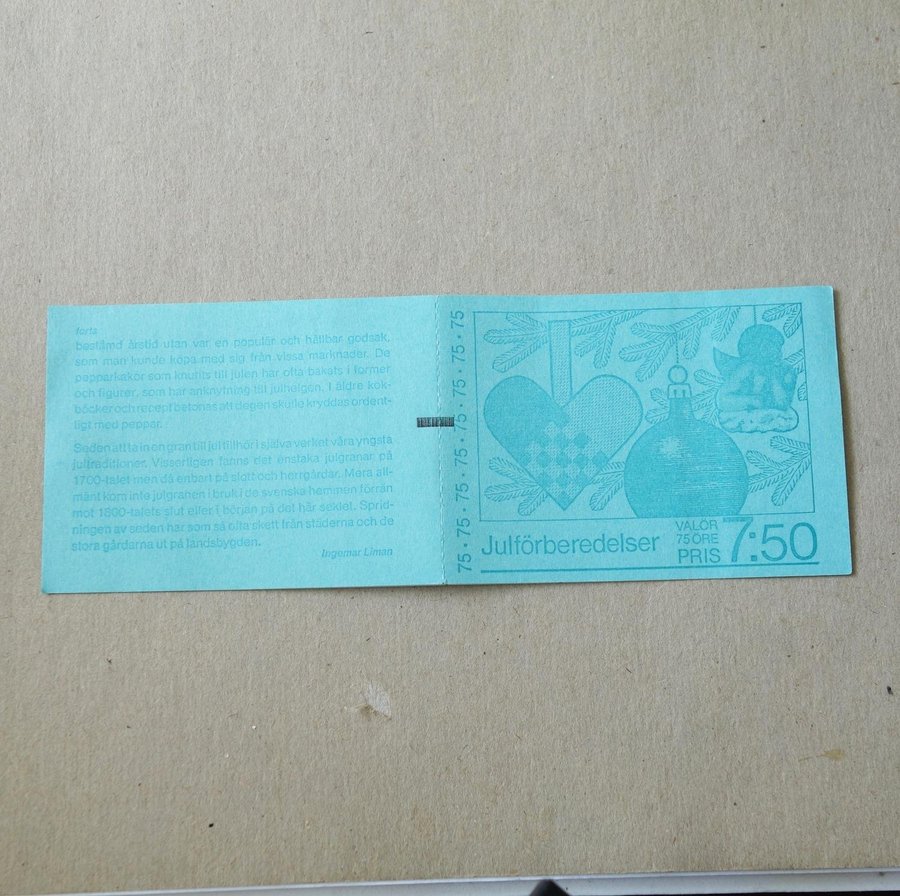 forts
bestämd årstid utan var en populär och hållbar godsak,
som man kunde köpa med sig från vissa marknader. De
pepparkakor som knutits till julen har ofta bakats i former
och figurer, som har anknytning till julhelgen. I äldre kok-
böcker och recept betonas att degen skulle kryddas ordent-
ligt med peppar.
Seden att ta in en gran till jul tillhör i själva verket våra yngsta
jultraditioner. Visserligen fanns det enstaka julgranar på
1700-talet men då enbart på slott och herrgårdar. Mera all-
mänt kom inte julgranen i bruk i de svenska hemmen förrän
mot 1800-talets slut eller i början på det här seklet. Sprid-
ningen av seden har som så ofta skett från städerna och de
stora gårdarna ut på landsbygden.
Ingemar Liman
75 · 75 · 75 · 75 · 75 · 75 · 75
Julförberedelser
VALÖR
75 ÖRE
PRIS 7:50